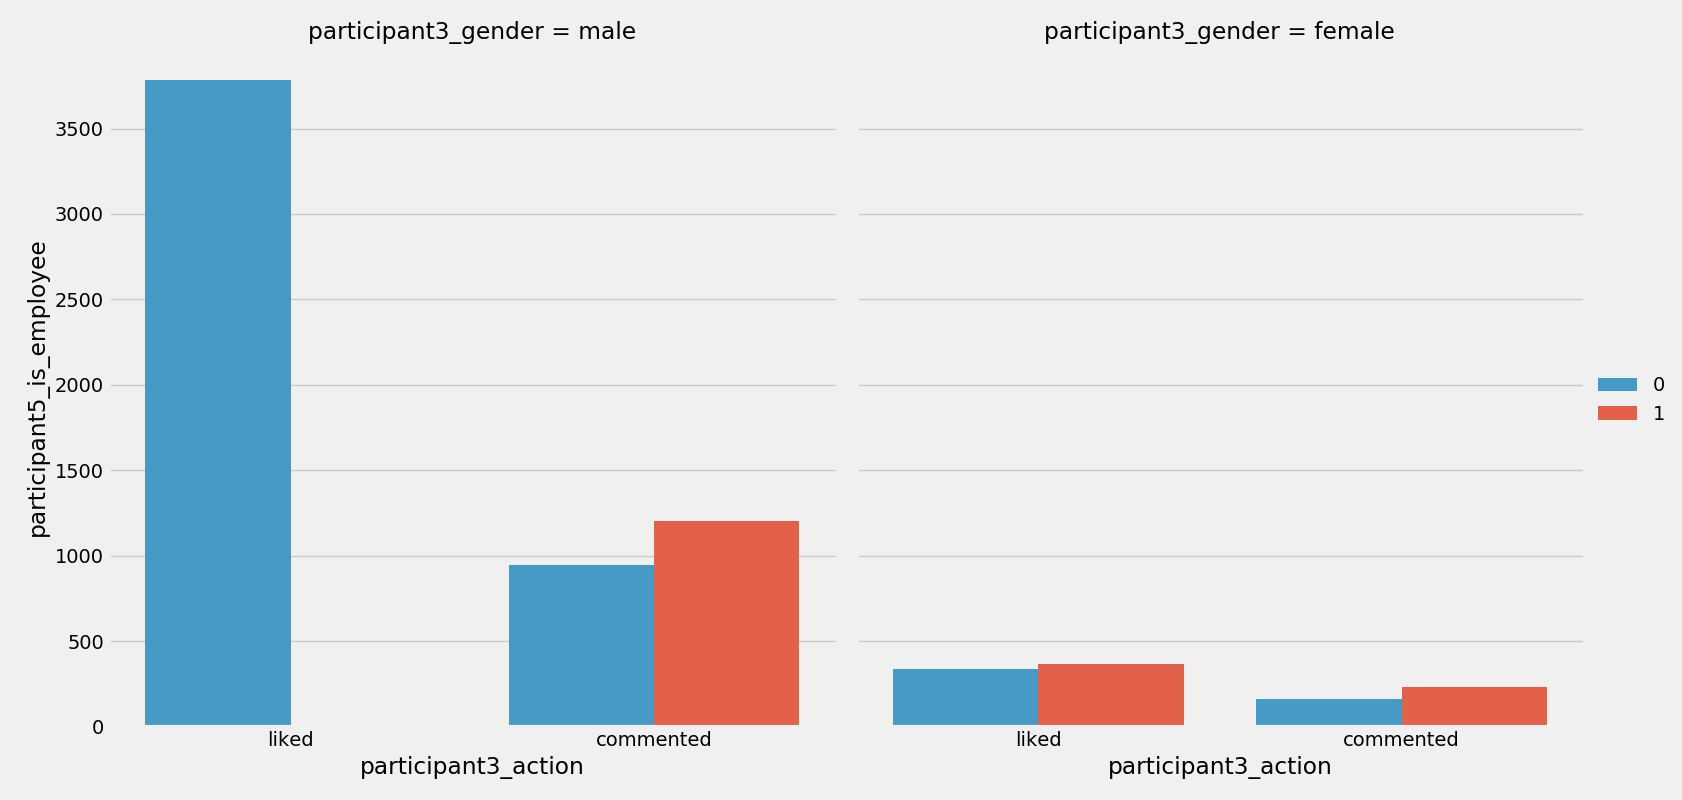 participant3_gender = male
participant3_gender = female
participant5_is_employee
3500
3000
2500
2000
1500
1000
500
0
liked
commented
liked
commented
participant3_action
participant3_action
0
1